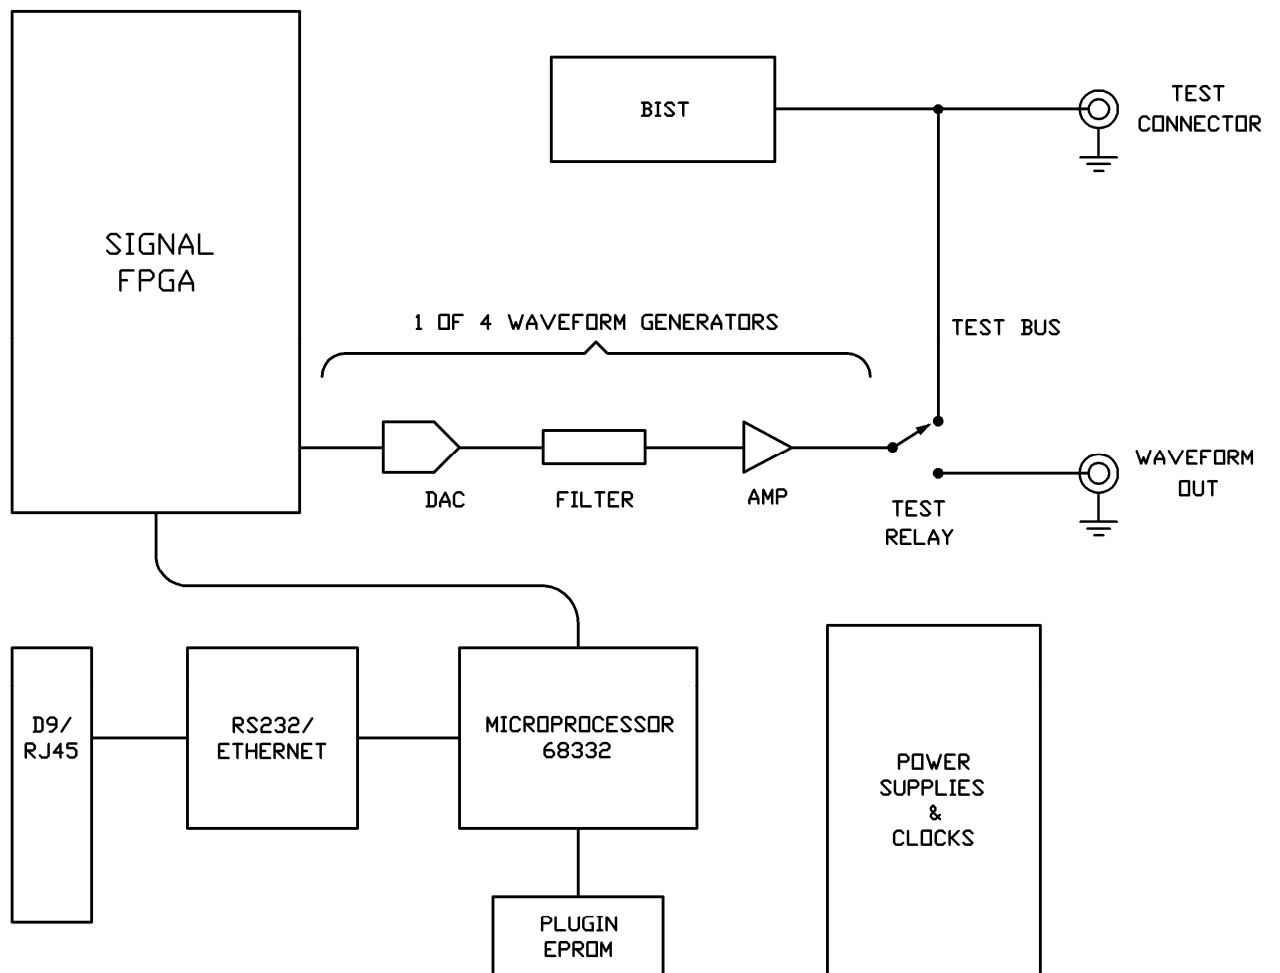 BIST
TEST
CONNECTOR
SIGNAL
FPGA
1 OF 4 WAVEFORM GENERATORS
TEST BUS
DAC
FILTER
AMP
TEST
RELAY
WAVEFORM
OUT
D9/
RJ45
RS232/
ETHERNET
MICROPROCESSOR
68332
POWER
SUPPLIES
&
CLOCKS
PLUGIN
EPROM